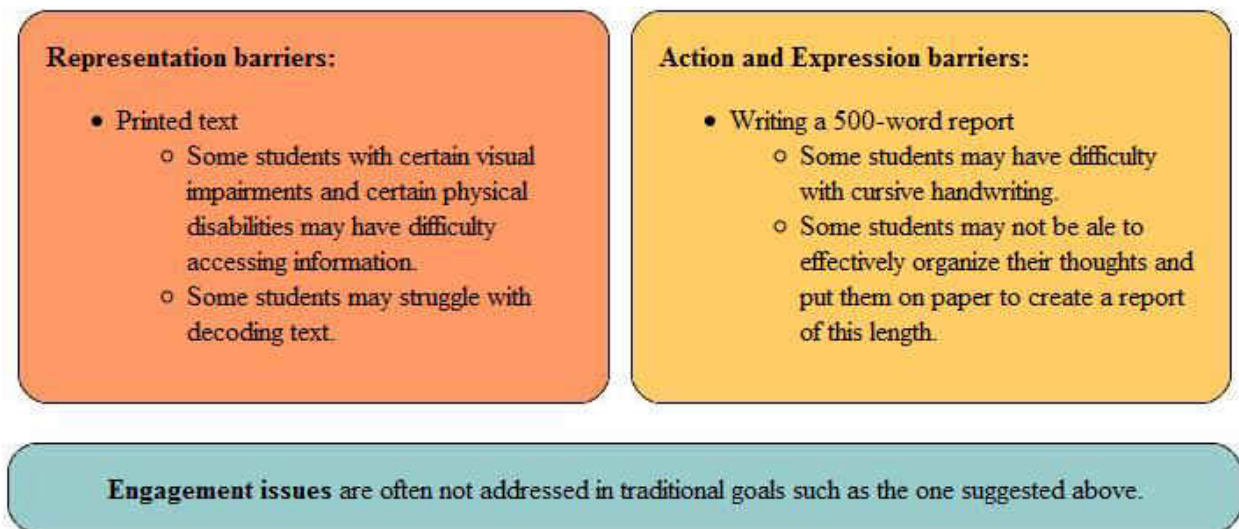 Representation barriers:
• Printed text
○ Some students with certain visual
impairments and certain physical
disabilities may have difficulty
accessing information.
○ Some students may struggle with
decoding text.
Action and Expression barriers:
• Writing a 500-word report
○ Some students may have difficulty
with cursive handwriting.
○ Some students may not be ale to
effectively organize their thoughts and
put them on paper to create a report
of this length.
Engagement issues are often not addressed in traditional goals such as the one suggested above.